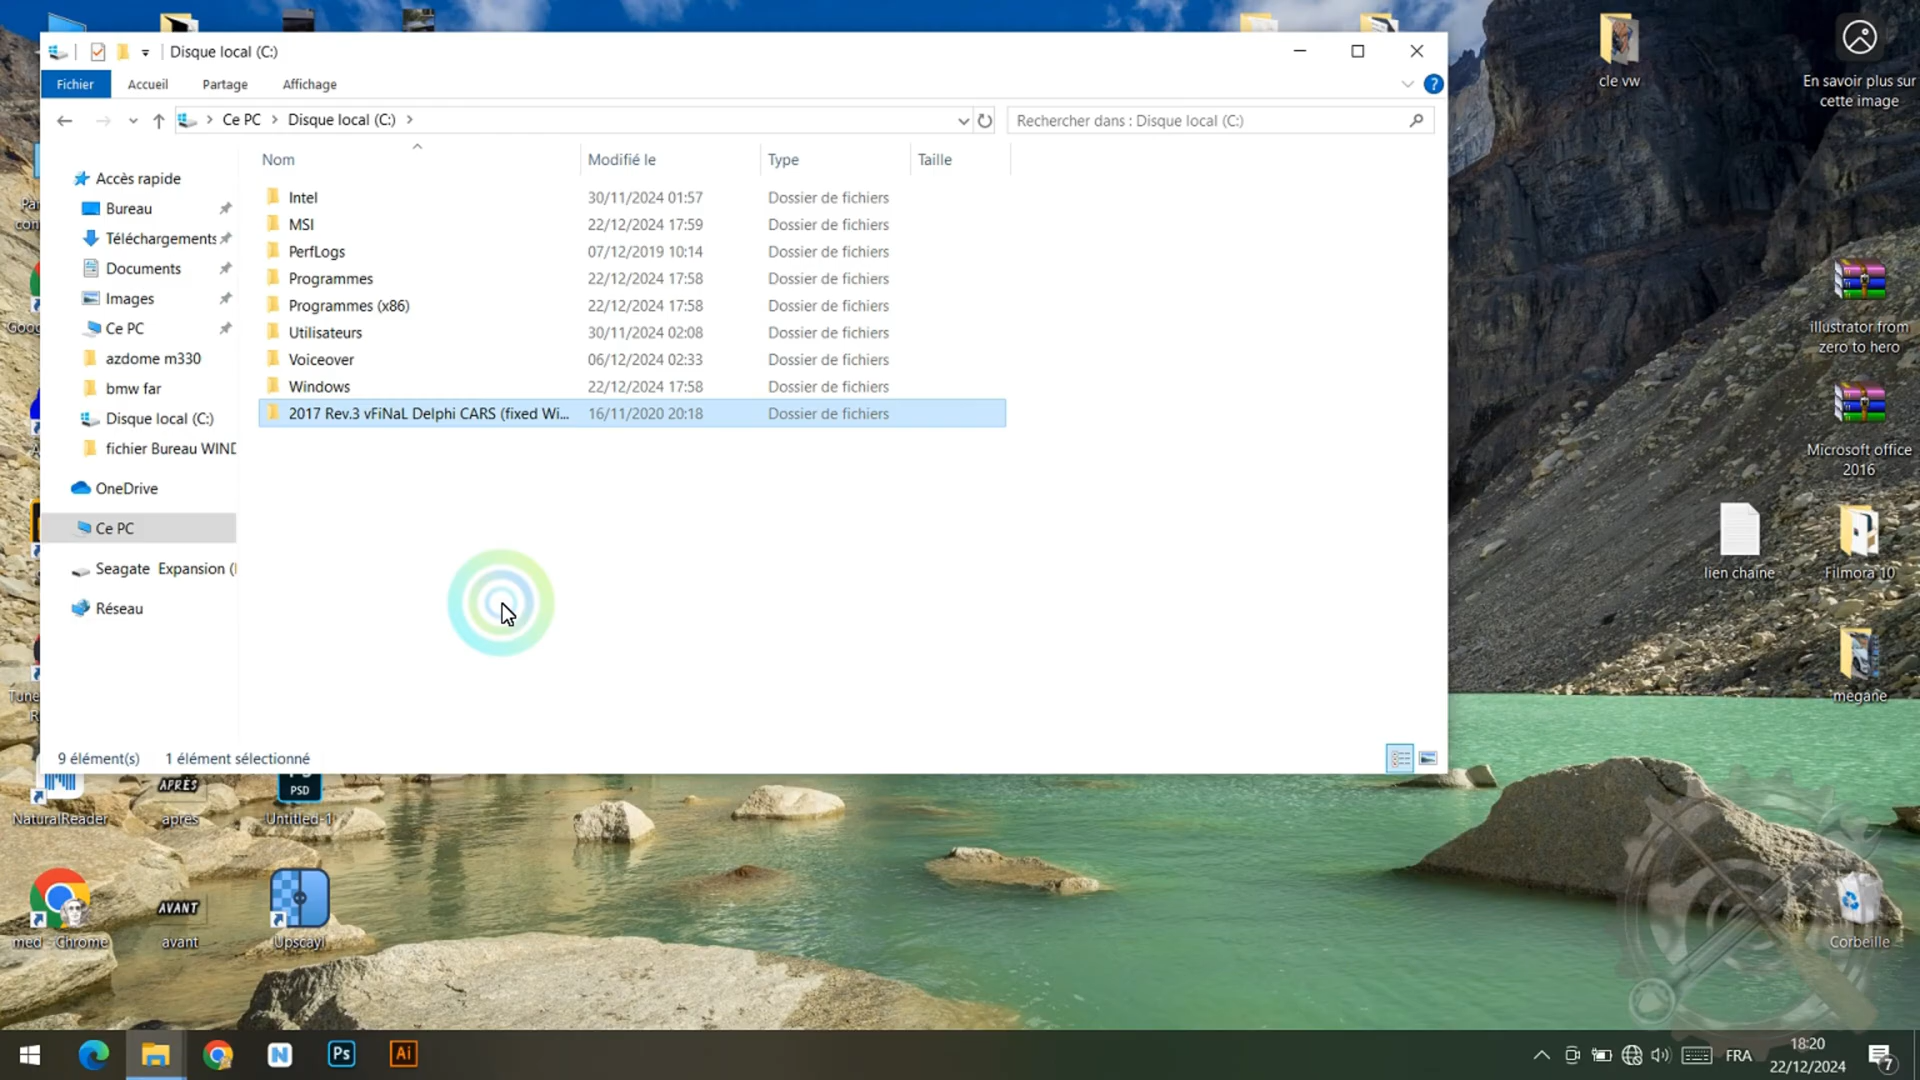 Disque local (C:)
Fichier
Accueil
Partage
Affichage
Ce PC
Disque local (C:)
Rechercher dans : Disque local (C:)
Nom
Modifié le
Type
Taille
Accès rapide
Bureau
Téléchargements
Documents
Images
Ce PC
azdome m330
bmw far
Disque local (C:)
fichier Bureau WIND
OneDrive
Ce PC
Seagate Expansion (
Réseau
Intel 30/11/2024 01:57 Dossier de fichiers
MSI 22/12/2024 17:59 Dossier de fichiers
PerfLogs 07/12/2019 10:14 Dossier de fichiers
Programmes 22/12/2024 17:58 Dossier de fichiers
Programmes (x86) 22/12/2024 17:58 Dossier de fichiers
Utilisateurs 30/11/2024 02:08 Dossier de fichiers
Voiceover 06/12/2024 02:33 Dossier de fichiers
Windows 22/12/2024 17:58 Dossier de fichiers
2017 Rev.3 vFiNaL Delphi CARS (fixed Wi... 16/11/2020 20:18 Dossier de fichiers
9 élément(s)
1 élément sélectionné
cle vw
En savoir plus sur
cette image
illustrator from
zero to hero
Microsoft office
2016
lien chaine
Filmora 10
megane
Corbeille
NaturalReader
APRÈS
après
PSD
Untitled-1
med - Chrome
AVANT
avant
Upscayl
Ps
Ai
FRA
18:20
22/12/2024
7